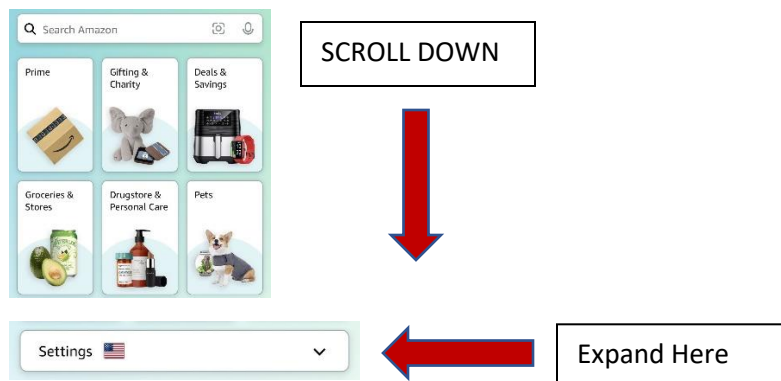 Search Amazon
SCROLL DOWN
Prime
Gifting &
Charity
Deals &
Savings
Groceries &
Stores
Drugstore &
Personal Care
Pets
Settings
Expand Here